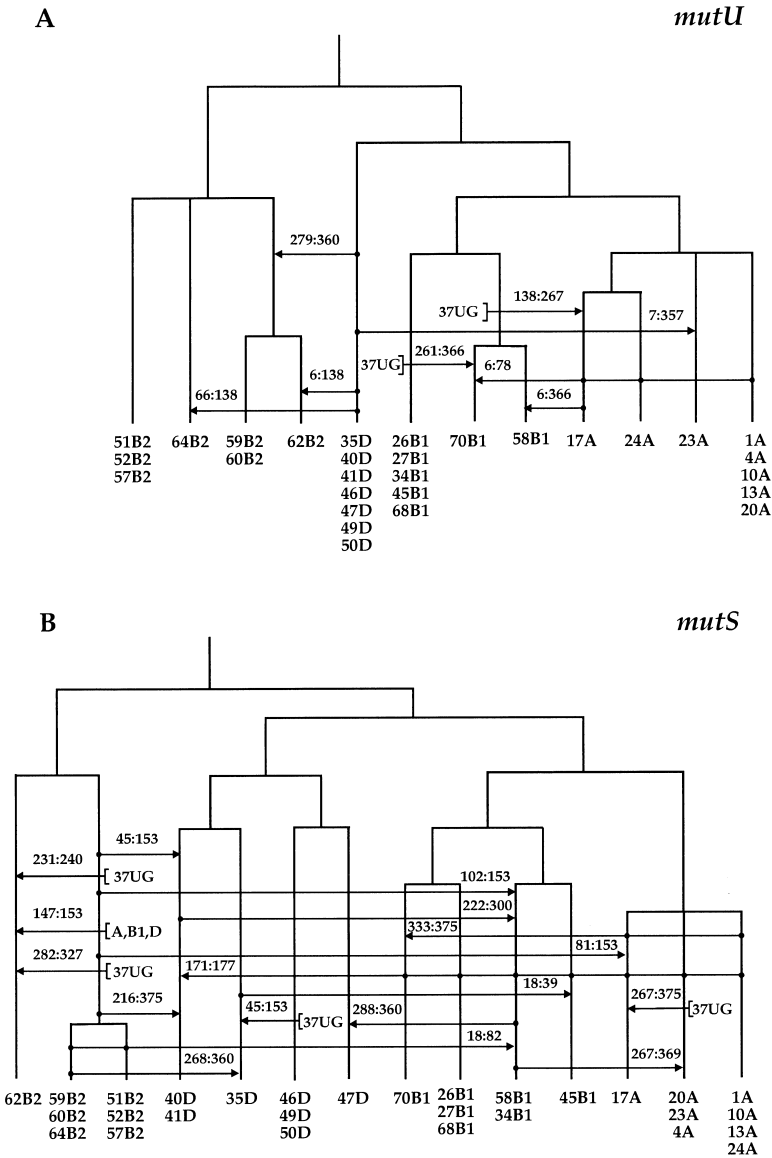 A
mutU
279:360
138:267
37UG
7:357
37UG
261:366
6:78
6:138
66:138
6:366
51B2 64B2 59B2 62B2 35D 26B1 70B1 58B1 17A 24A 23A 1A
52B2 60B2 40D 27B1 4A
57B2 41D 34B1 10A
46D 45B1 13A
47D 68B1 20A
49D
50D
B
mutS
45:153
231:240
37UG
102:153
222:300
147:153
A,B1,D
333:375
81:153
282:327
37UG
171:177
18:39
267:375
216:375
45:153
37UG
288:360
37UG
18:82
268:360
267:369
62B2 59B2 51B2 40D 35D 46D 47D 70B1 26B1 58B1 45B1 17A 20A 1A
60B2 52B2 41D 49D 27B1 34B1 23A 10A
64B2 57B2 50D 68B1 4A 13A
24A